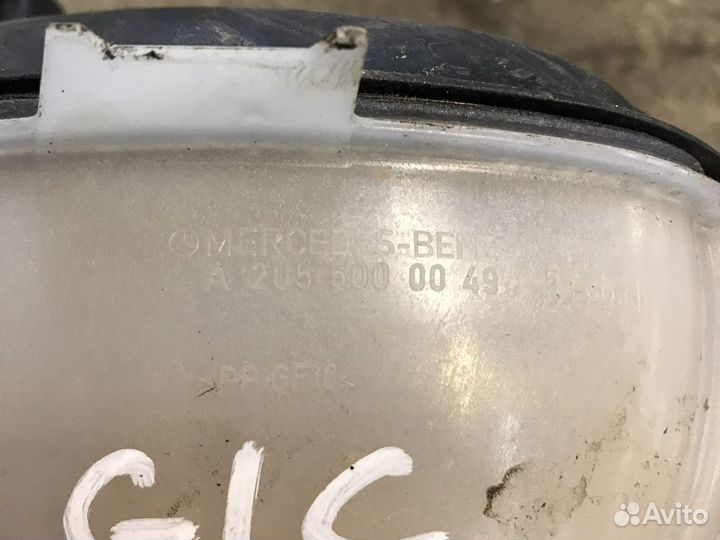 MERCEDES-BENZ
A 205 500 00 49
>PP GF10<
GLC
Avito